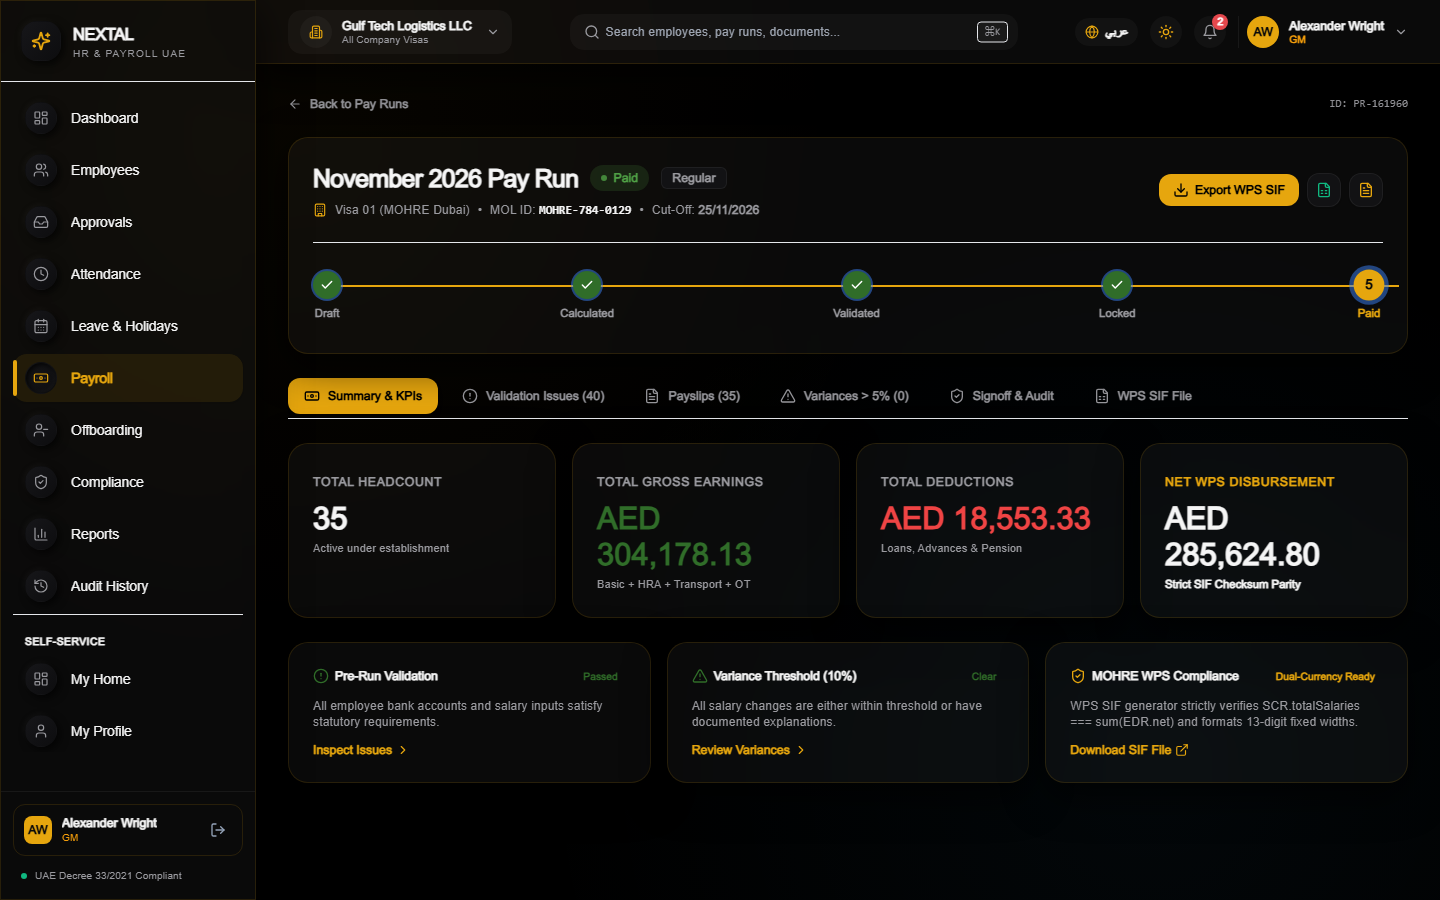 NEXTAL
HR & PAYROLL UAE
Gulf Tech Logistics LLC
All Company Visas
Search employees, pay runs, documents...
⌘K
عربي
2
AW
Alexander Wright
GM
Dashboard
Employees
Approvals
Attendance
Leave & Holidays
Payroll
Offboarding
Compliance
Reports
Audit History
SELF-SERVICE
My Home
My Profile
AW
Alexander Wright
GM
UAE Decree 33/2021 Compliant
Back to Pay Runs
ID: PR-161960
November 2026 Pay Run
Paid
Regular
Export WPS SIF
Visa 01 (MOHRE Dubai) • MOL ID: MOHRE-784-0129 • Cut-Off: 25/11/2026
5
Draft
Calculated
Validated
Locked
Paid
Summary & KPIs
Validation Issues (40)
Payslips (35)
Variances > 5% (0)
Signoff & Audit
WPS SIF File
TOTAL HEADCOUNT
35
Active under establishment
TOTAL GROSS EARNINGS
AED
304,178.13
Basic + HRA + Transport + OT
TOTAL DEDUCTIONS
AED 18,553.33
Loans, Advances & Pension
NET WPS DISBURSEMENT
AED
285,624.80
Strict SIF Checksum Parity
Pre-Run Validation
Passed
All employee bank accounts and salary inputs satisfy
statutory requirements.
Inspect Issues
Variance Threshold (10%)
Clear
All salary changes are either within threshold or have
documented explanations.
Review Variances
MOHRE WPS Compliance
Dual-Currency Ready
WPS SIF generator strictly verifies SCR.totalSalaries
=== sum(EDR.net) and formats 13-digit fixed widths.
Download SIF File